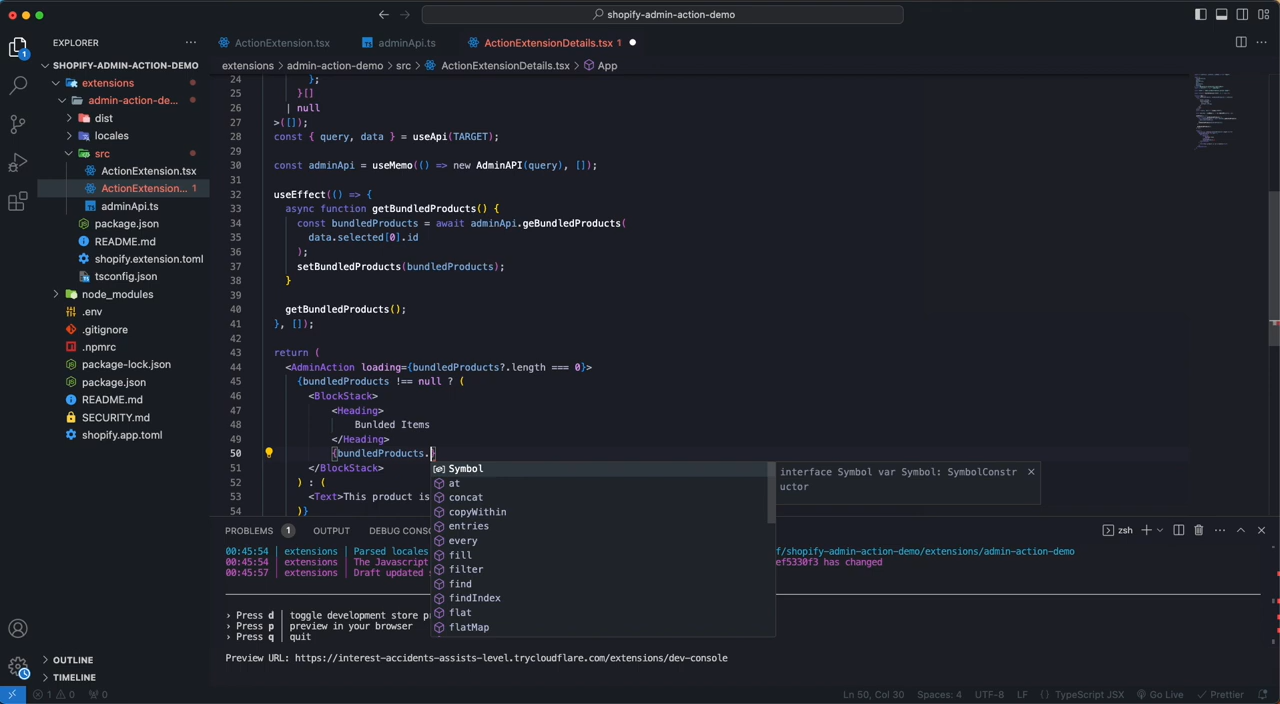 shopify-admin-action-demo
EXPLORER
SHOPIFY-ADMIN-ACTION-DEMO
extensions
admin-action-de...
dist
locales
src
ActionExtension.tsx
ActionExtension... 1
adminApi.ts
package.json
README.md
shopify.extension.toml
tsconfig.json
node_modules
.env
.gitignore
.npmrc
package-lock.json
package.json
README.md
SECURITY.md
shopify.app.toml
OUTLINE
TIMELINE
ActionExtension.tsx
adminApi.ts
ActionExtensionDetails.tsx 1
extensions > admin-action-demo > src > ActionExtensionDetails.tsx > App
24 };
25 }[]
26 | null
27 >([]);
28 const { query, data } = useApi(TARGET);
29
30 const adminApi = useMemo(() => new AdminAPI(query), []);
31
32 useEffect(() => {
33 async function getBundledProducts() {
34 const bundledProducts = await adminApi.geBundledProducts(
35 data.selected[0].id
36 );
37 setBundledProducts(bundledProducts);
38 }
39
40 getBundledProducts();
41 }, []);
42
43 return (
44 <AdminAction loading={bundledProducts?.length === 0}>
45 {bundledProducts !== null ? (
46 <BlockStack>
47 <Heading>
48 Bunlded Items
49 </Heading>
50 {bundledProducts.}
51 </BlockStack>
52 ) : (
53 <Text>This product is
54 )}
Symbol
at
concat
copyWithin
entries
every
fill
filter
find
findIndex
flat
flatMap
interface Symbol var Symbol: SymbolConstr
uctor
PROBLEMS 1 OUTPUT DEBUG CONS
zsh
00:45:54 | extensions | Parsed locales f/shopify-admin-action-demo/extensions/admin-action-demo
00:45:54 | extensions | The Javascript ef5330f3 has changed
00:45:57 | extensions | Draft updated s
› Press d | toggle development store pr
› Press p | preview in your browser
› Press q | quit
Preview URL: https://interest-accidents-assists-level.trycloudflare.com/extensions/dev-console
1 0 0
Ln 50, Col 30 Spaces: 4 UTF-8 LF {} TypeScript JSX Go Live Prettier